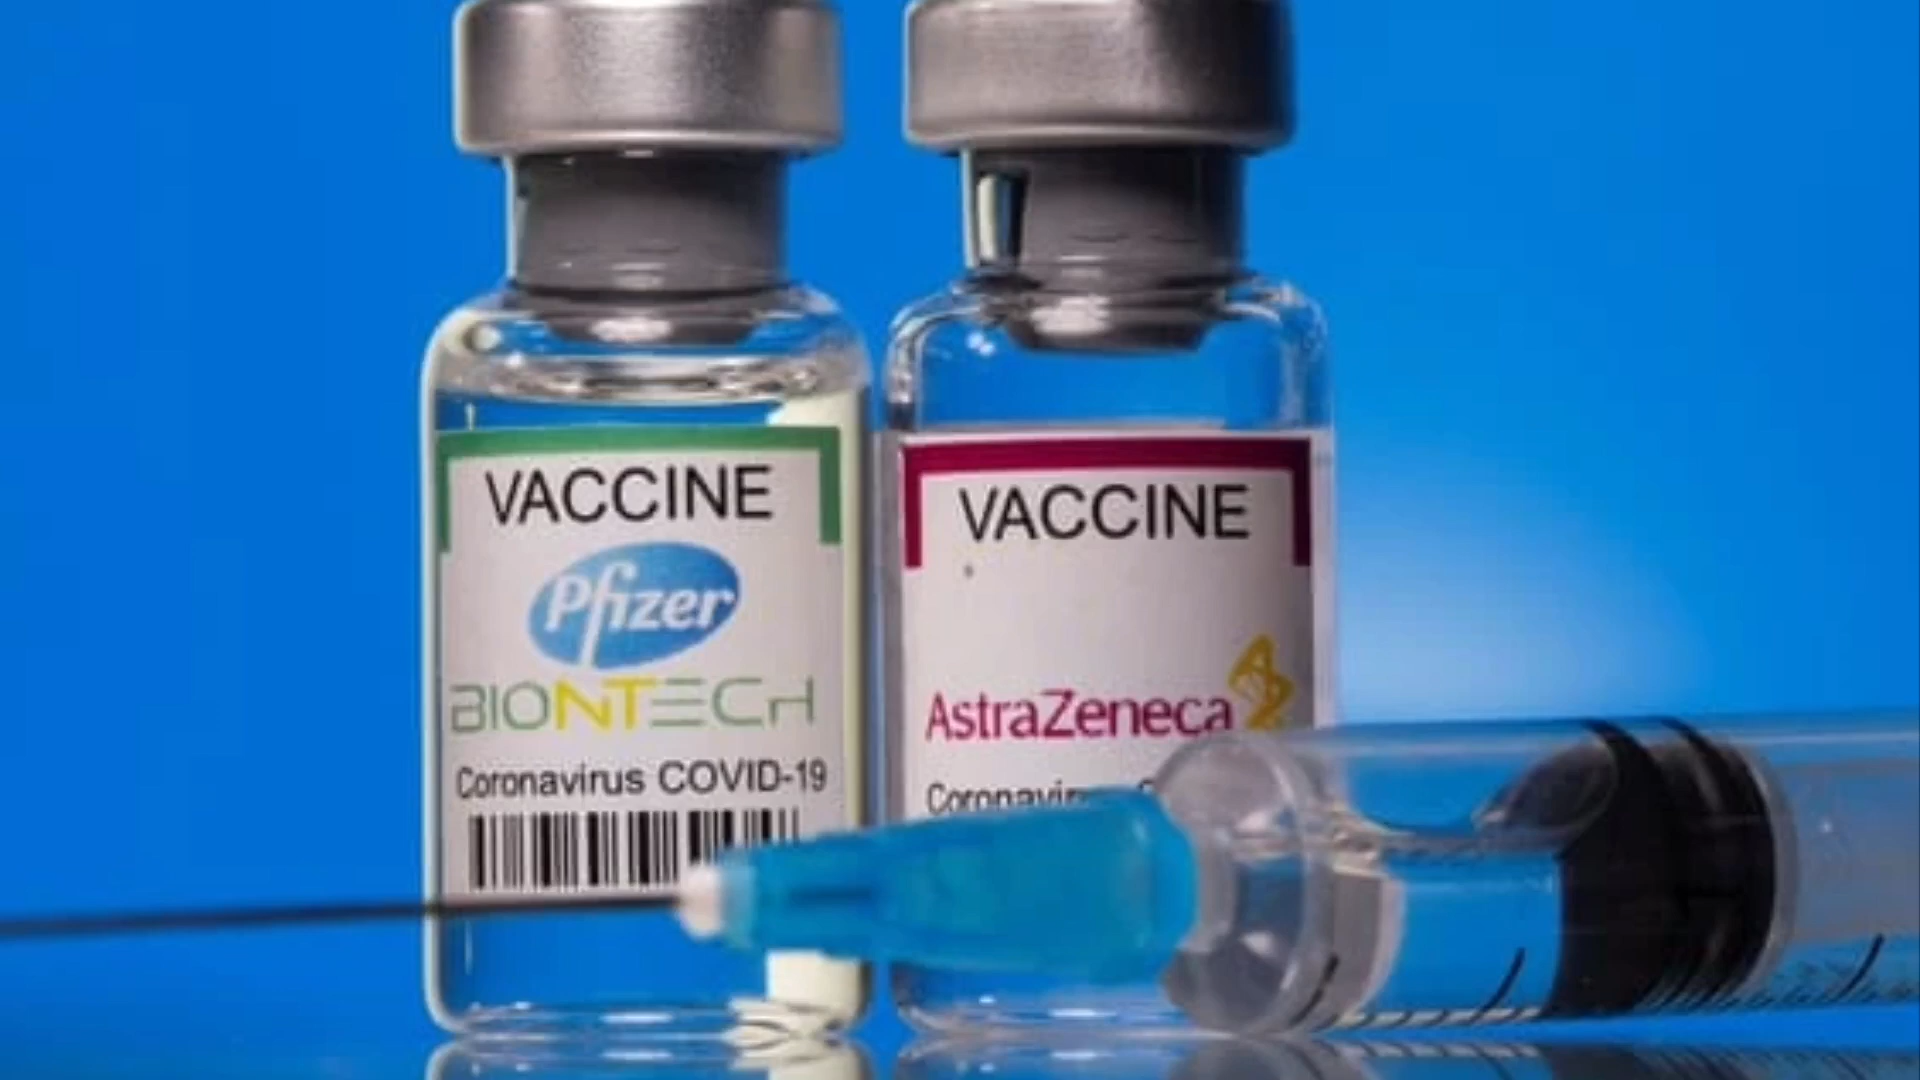 VACCINE
Pfizer
BIONTECH
Coronavirus COVID-19
VACCINE
AstraZeneca